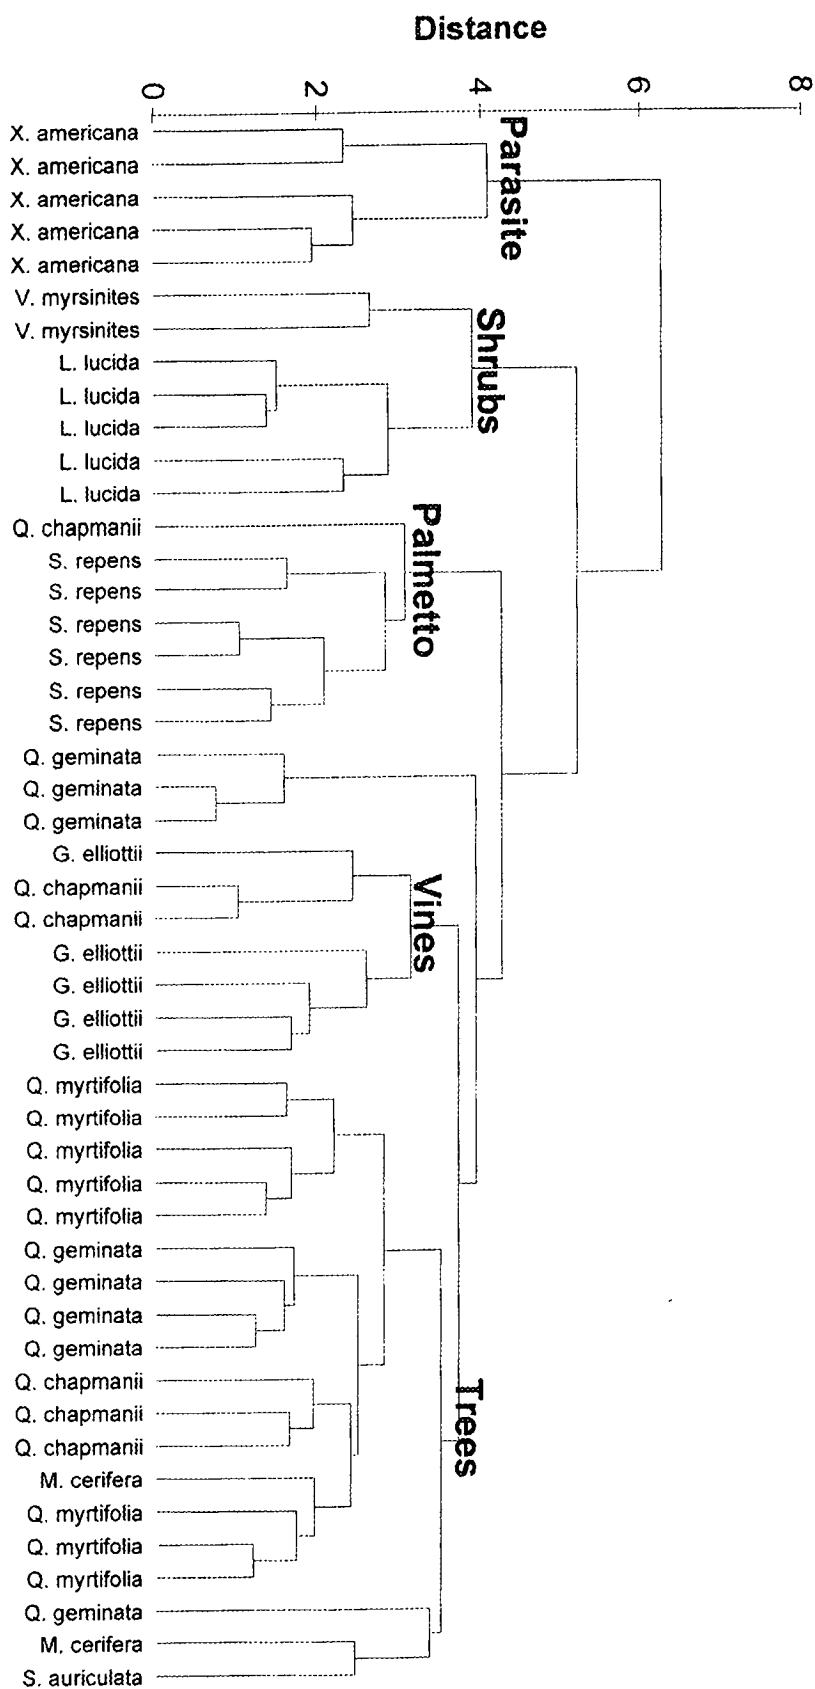 Distance
0 2 4 6 8
X. americana
X. americana
X. americana
X. americana
X. americana
Parasite
V. myrsinites
V. myrsinites
L. lucida
L. lucida
L. lucida
L. lucida
L. lucida
Shrubs
Q. chapmanii
S. repens
S. repens
S. repens
S. repens
S. repens
S. repens
Palmetto
Q. geminata
Q. geminata
Q. geminata
G. elliottii
Q. chapmanii
Q. chapmanii
G. elliottii
G. elliottii
G. elliottii
G. elliottii
Vines
Q. myrtifolia
Q. myrtifolia
Q. myrtifolia
Q. myrtifolia
Q. myrtifolia
Q. geminata
Q. geminata
Q. geminata
Q. geminata
Q. chapmanii
Q. chapmanii
Q. chapmanii
M. cerifera
Q. myrtifolia
Q. myrtifolia
Q. myrtifolia
Q. geminata
M. cerifera
S. auriculata
Trees